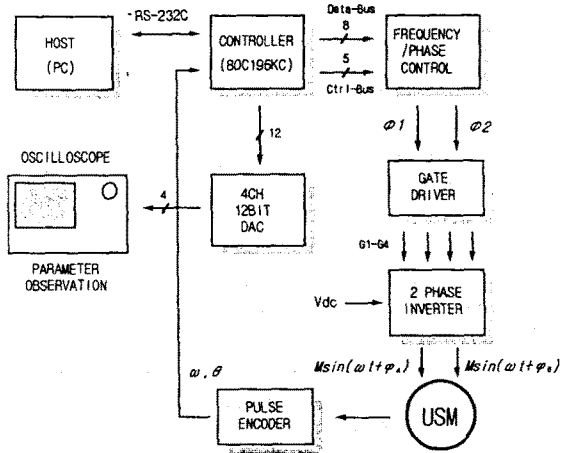 RS-232C
Data-Bus
8
HOST
(PC)
CONTROLLER
(80C196KC)
5
Ctrl-Bus
FREQUENCY
/PHASE
CONTROL
12
Φ1
Φ2
OSCILLOSCOPE
4
4CH
12BIT
DAC
GATE
DRIVER
PARAMETER
OBSERVATION
G1-G4
Vdc
2 PHASE
INVERTER
Msin(ωt+φA)
Msin(ωt+φB)
ω, θ
PULSE
ENCODER
USM